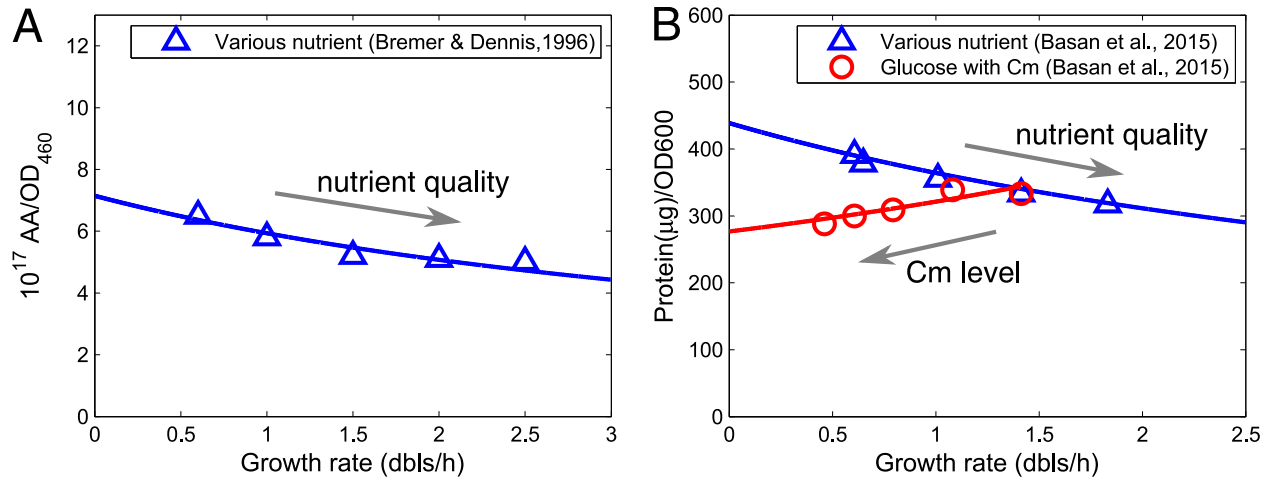 A
Various nutrient (Bremer & Dennis,1996)
nutrient quality
10^17 AA/OD_460
12
10
8
6
4
2
0
0 0.5 1 1.5 2 2.5 3
Growth rate (dbls/h)
B
Various nutrient (Basan et al., 2015)
Glucose with Cm (Basan et al., 2015)
nutrient quality
Cm level
Protein(μg)/OD600
600
500
400
300
200
100
0
0 0.5 1 1.5 2 2.5
Growth rate (dbls/h)